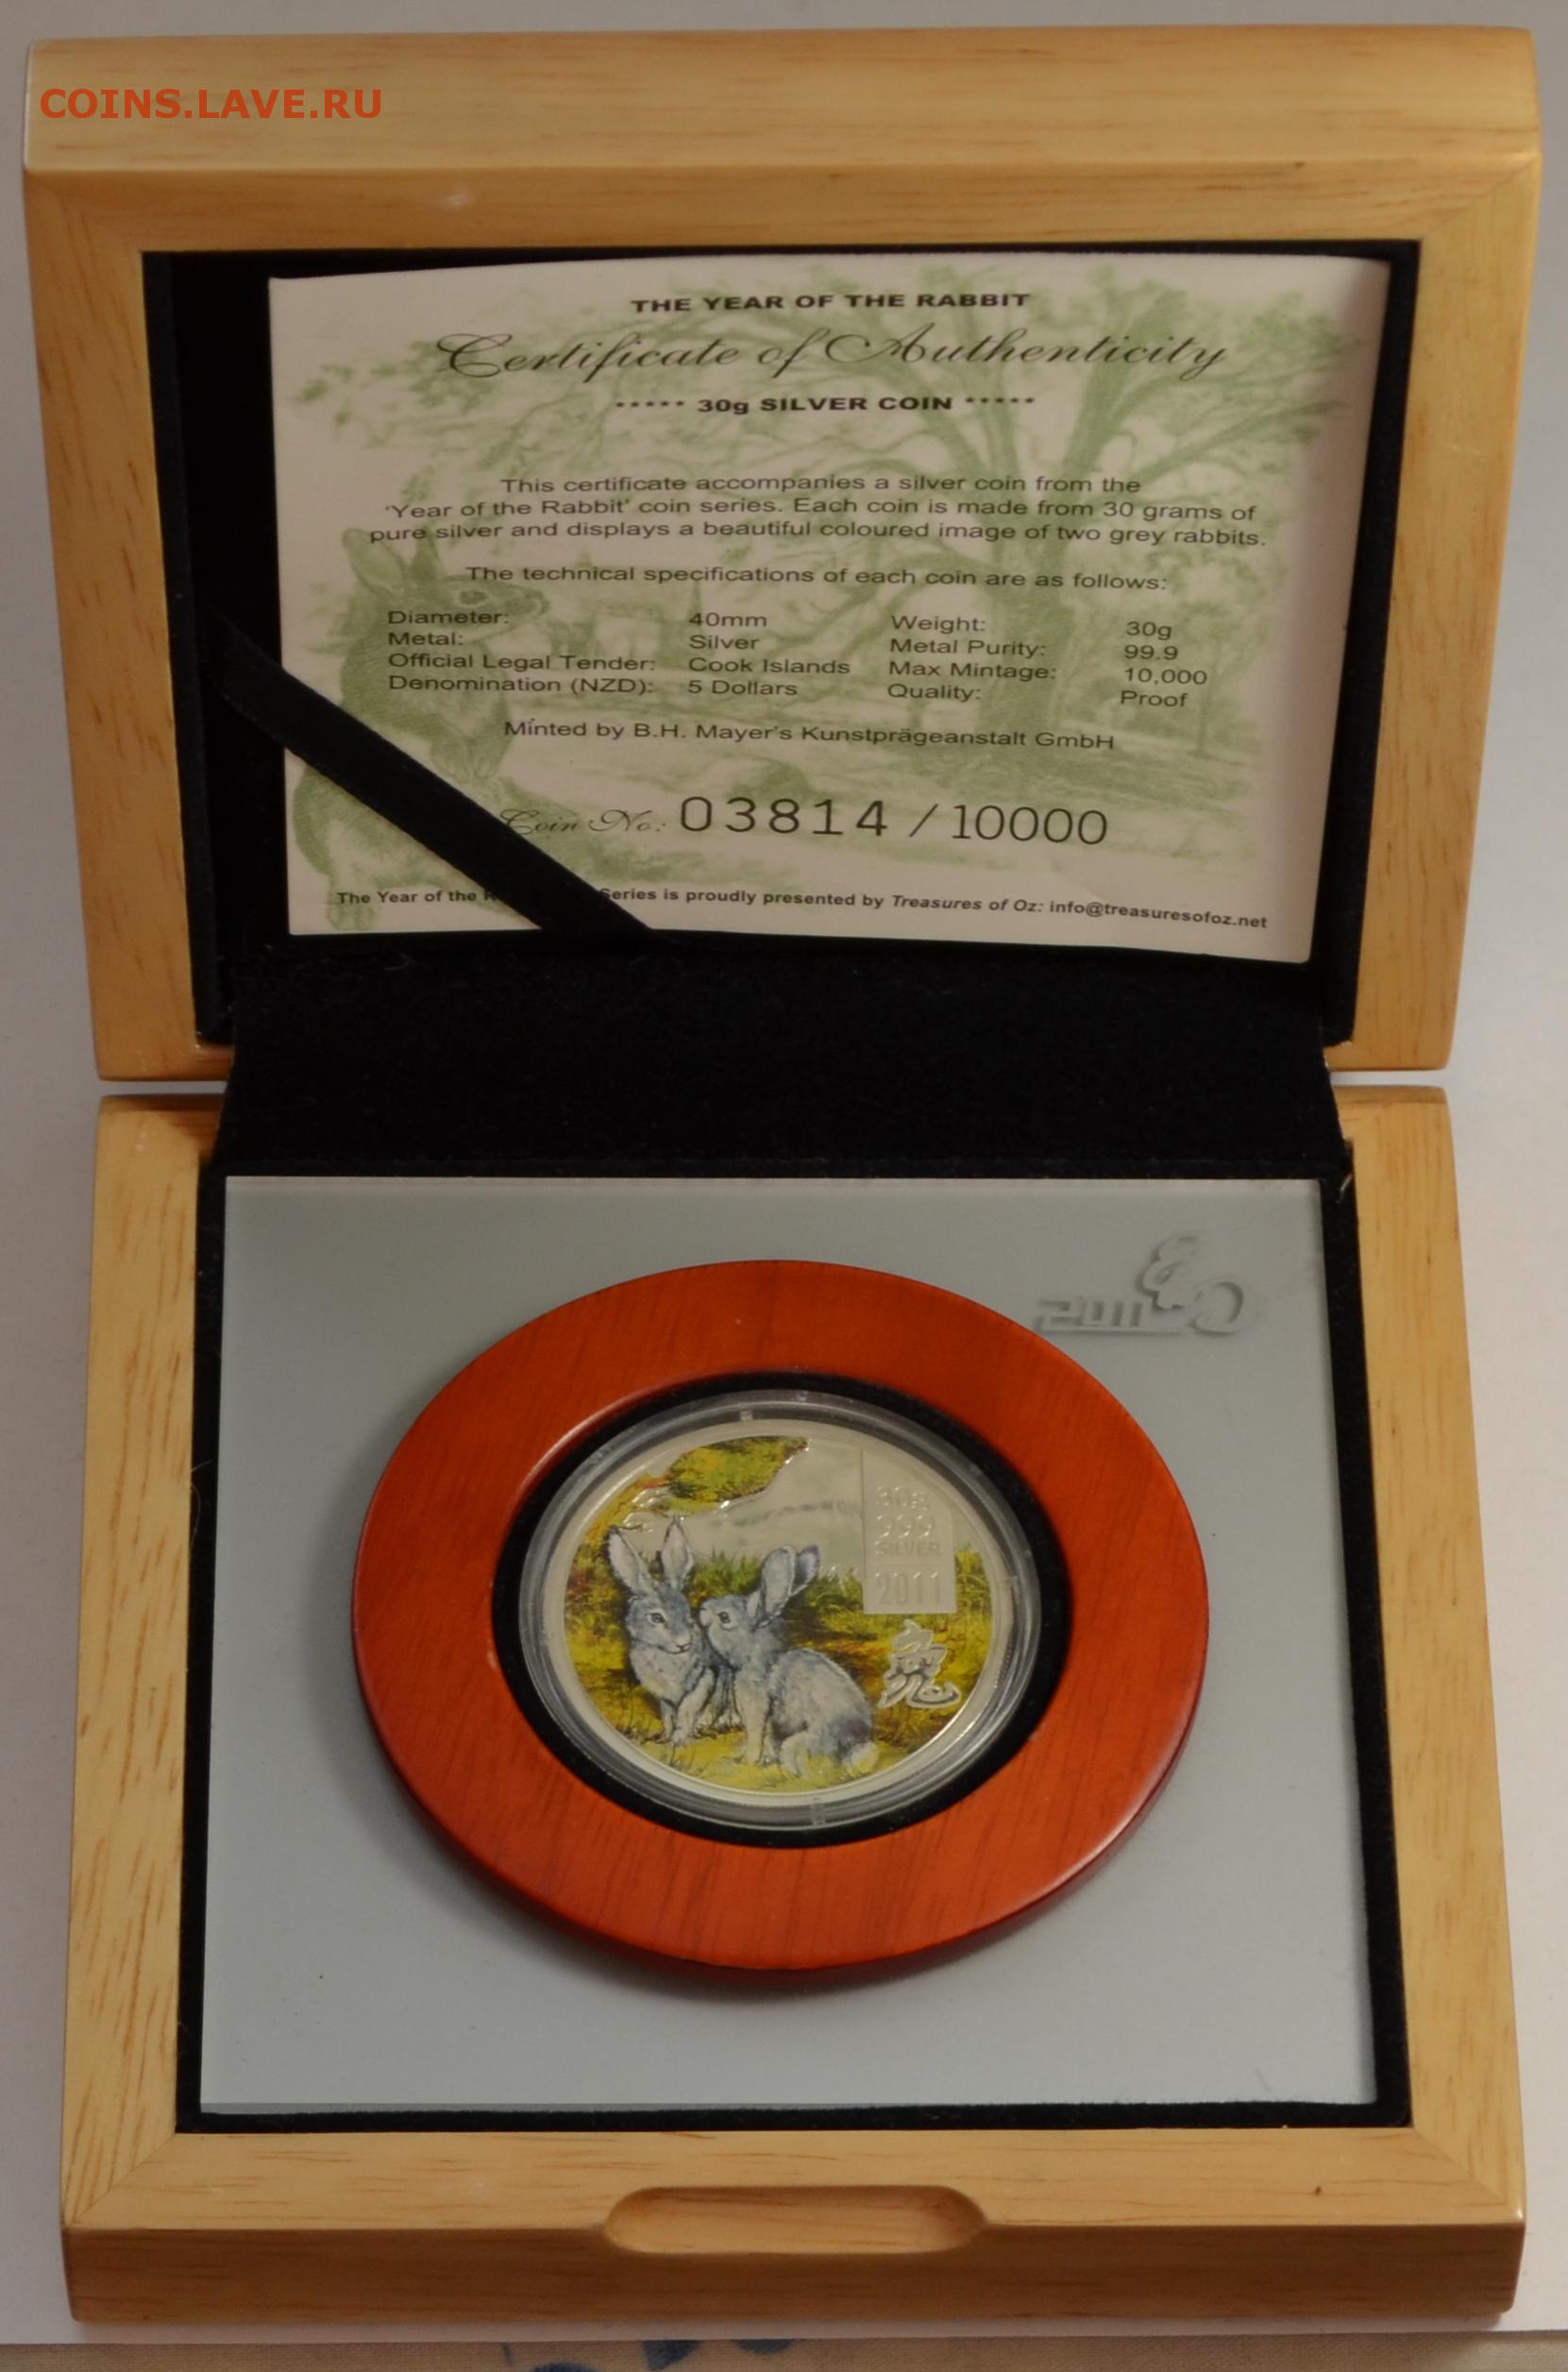 COINS.LAVE.RU
THE YEAR OF THE RABBIT
Certificate of Authenticity
***** 30g SILVER COIN *****
This certificate accompanies a silver coin from the
'Year of the Rabbit' coin series. Each coin is made from 30 grams of
pure silver and displays a beautiful coloured image of two grey rabbits.
The technical specifications of each coin are as follows:
Diameter: 40mm Weight: 30g
Metal: Silver Metal Purity: 99.9
Official Legal Tender: Cook Islands Max Mintage: 10,000
Denomination (NZD): 5 Dollars Quality: Proof
Minted by B.H. Mayer's Kunstprägeanstalt GmbH
Coin No.: 03814 / 10000
The Year of the Series is proudly presented by Treasures of Oz: info@treasuresofoz.net
2011
30g
999
SILVER
2011
兔